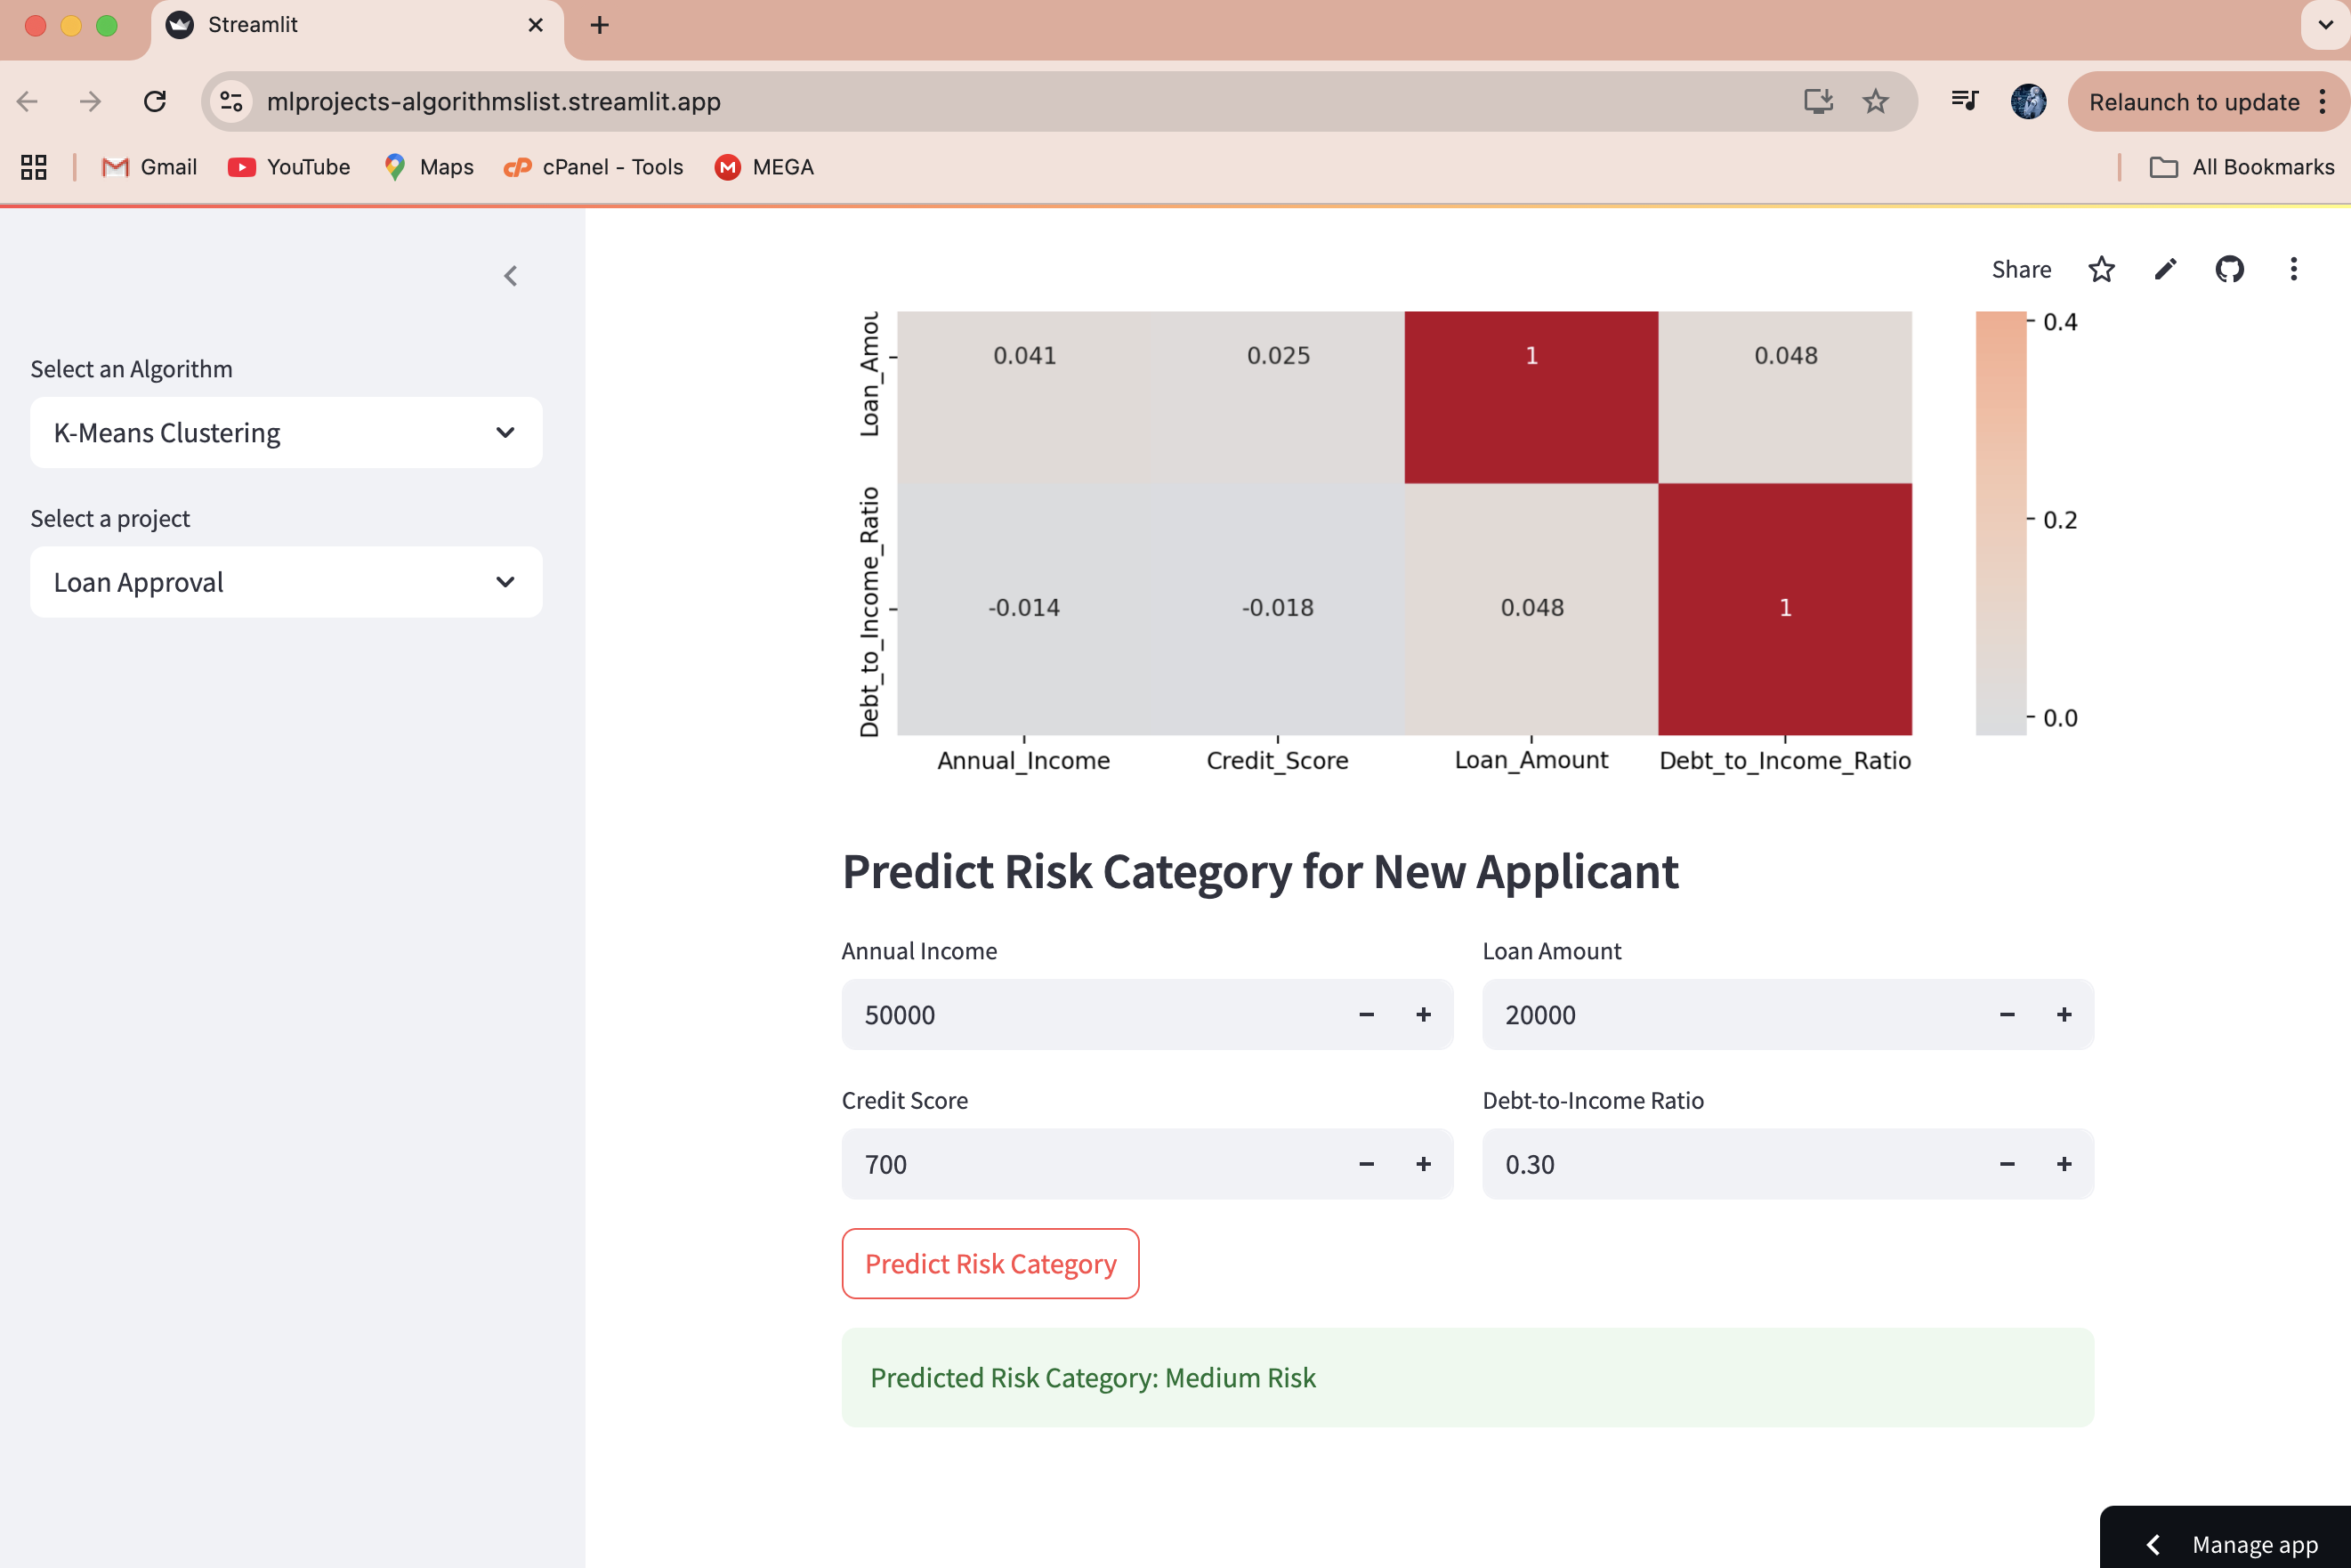 Streamlit
mlprojects-algorithmslist.streamlit.app
Relaunch to update
Gmail
YouTube
Maps
cPanel - Tools
MEGA
All Bookmarks
Share
Select an Algorithm
K-Means Clustering
Select a project
Loan Approval
Loan_Amou
0.041 0.025 1 0.048
Debt_to_Income_Ratio
-0.014 -0.018 0.048 1
0.4
0.2
0.0
Annual_Income Credit_Score Loan_Amount Debt_to_Income_Ratio
Predict Risk Category for New Applicant
Annual Income
50000
Loan Amount
20000
Credit Score
700
Debt-to-Income Ratio
0.30
Predict Risk Category
Predicted Risk Category: Medium Risk
Manage app